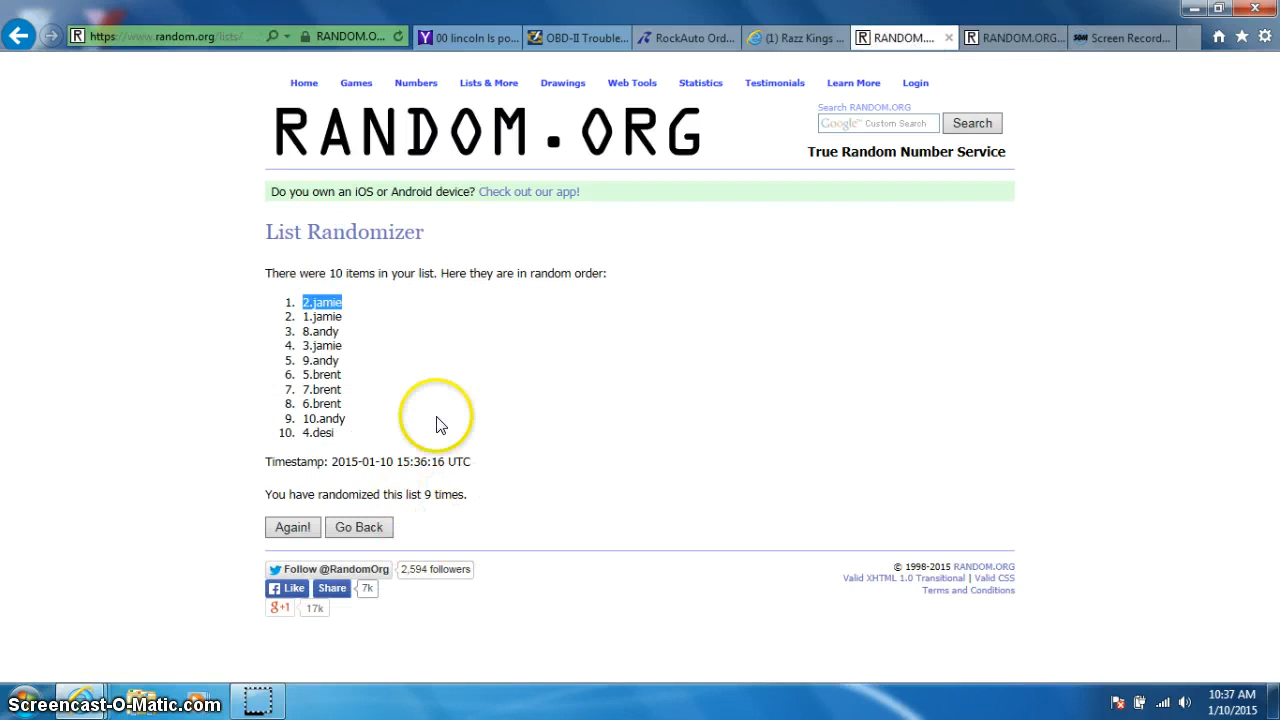 https://www.random.org/lists/
RANDOM.O...
00 lincoln ls po...
OBD-II Trouble...
RockAuto Ord...
(1) Razz Kings ...
RANDOM....
RANDOM.ORG...
Screen Record...
Home Games Numbers Lists & More Drawings Web Tools Statistics Testimonials Learn More Login
RANDOM.ORG
Search RANDOM.ORG
Google™ Custom Search
Search
True Random Number Service
Do you own an iOS or Android device? Check out our app!
List Randomizer
There were 10 items in your list. Here they are in random order:
1. 2.jamie
2. 1.jamie
3. 8.andy
4. 3.jamie
5. 9.andy
6. 5.brent
7. 7.brent
8. 6.brent
9. 10.andy
10. 4.desi
Timestamp: 2015-01-10 15:36:16 UTC
You have randomized this list 9 times.
Again! Go Back
Follow @RandomOrg 2,594 followers
Like Share 7k
g+1 17k
© 1998-2015 RANDOM.ORG
Valid XHTML 1.0 Transitional | Valid CSS
Terms and Conditions
Screencast-O-Matic.com
10:37 AM
1/10/2015